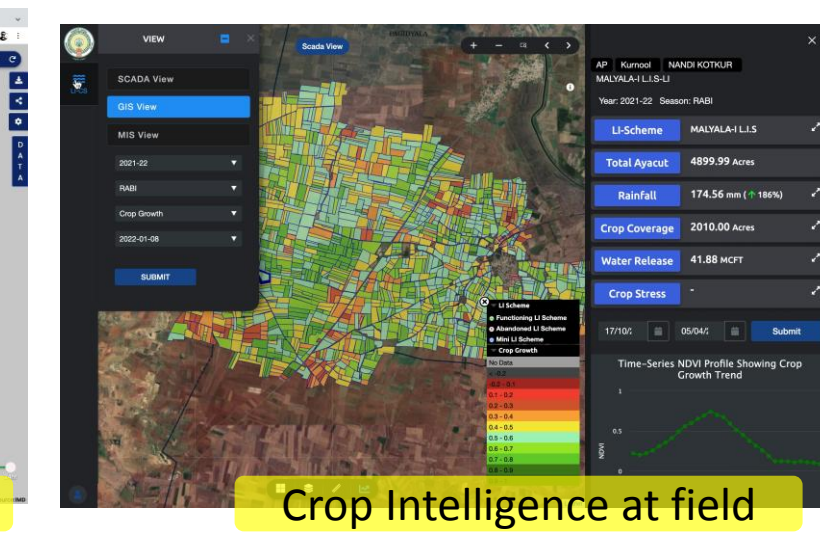 DATA
VIEW
SCADA View
GIS View
MIS View
2021-22
RABI
Crop Growth
2022-01-08
SUBMIT
Scada View
LI Scheme
Functioning LI Scheme
Abandoned LI Scheme
Mini LI Scheme
Crop Growth
No Data
0.1 - 0.2
0.2 - 0.3
0.3 - 0.4
0.4 - 0.5
0.5 - 0.6
0.6 - 0.7
0.7 - 0.8
0.8 - 0.9
AP Kurnool NANDI KOTKUR
MALYALA-I L.I.S-LI
Year: 2021-22 Season: RABI
LI-Scheme MALYALA-I L.I.S
Total Ayacut 4899.99 Acres
Rainfall 174.56 mm (↑ 186%)
Crop Coverage 2010.00 Acres
Water Release 41.88 MCFT
Crop Stress -
17/10/ 05/04/ Submit
Time-Series NDVI Profile Showing Crop
Growth Trend
1
0.5
0
NDVI
Crop Intelligence at field